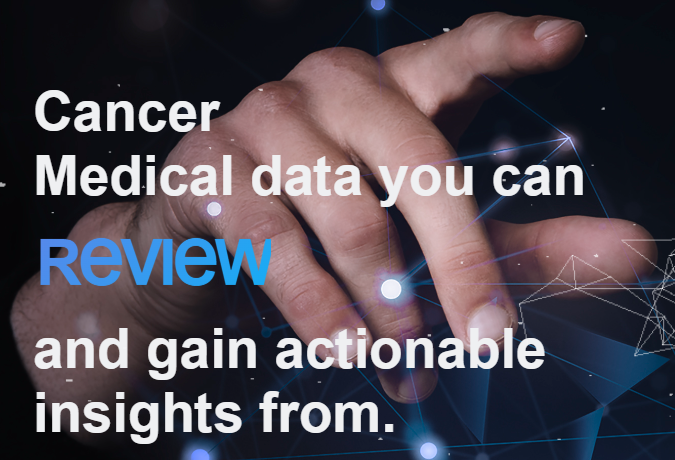 Cancer
Medical data you can
Review
and gain actionable
insights from.